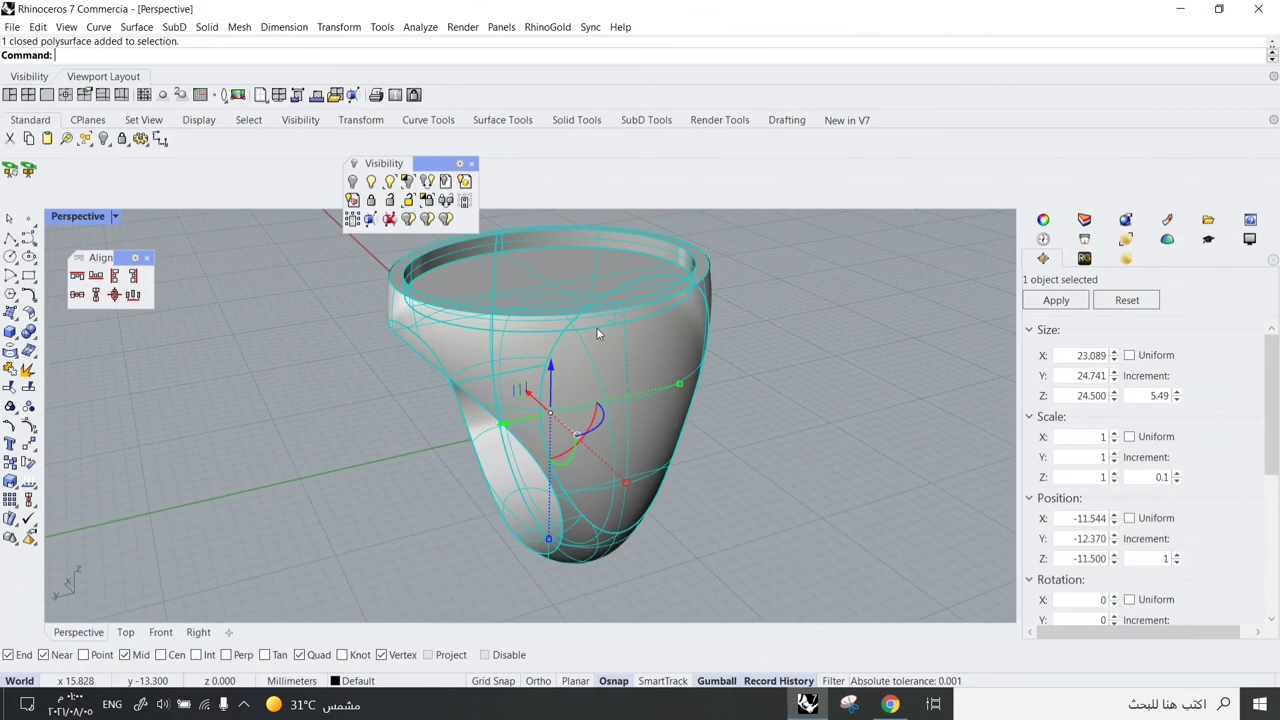 Rhinoceros 7 Commercia - [Perspective]
File Edit View Curve Surface SubD Solid Mesh Dimension Transform Tools Analyze Render Panels RhinoGold Sync Help
1 closed polysurface added to selection.
Command:
Visibility Viewport Layout
Standard CPlanes Set View Display Select Visibility Transform Curve Tools Surface Tools Solid Tools SubD Tools Render Tools Drafting New in V7
Visibility
Perspective
Align
1 object selected
Apply Reset
Size:
X: 23.089 Uniform
Y: 24.741 Increment:
Z: 24.500 5.49
Scale:
X: 1 Uniform
Y: 1 Increment:
Z: 1 0.1
Position:
X: -11.544 Uniform
Y: -12.370 Increment:
Z: -11.500 1
Rotation:
X: 0 Uniform
Y: 0 Increment:
z
x
y
Perspective Top Front Right
End Near Point Mid Cen Int Perp Tan Quad Knot Vertex Project Disable
World x 15.828 y -13.300 z 0.000 Millimeters Default Grid Snap Ortho Planar Osnap SmartTrack Gumball Record History Filter Absolute tolerance: 0.001
ENG 31°C مشمس اكتب هنا للبحث
٢٠٢١/٠٨/٠٥